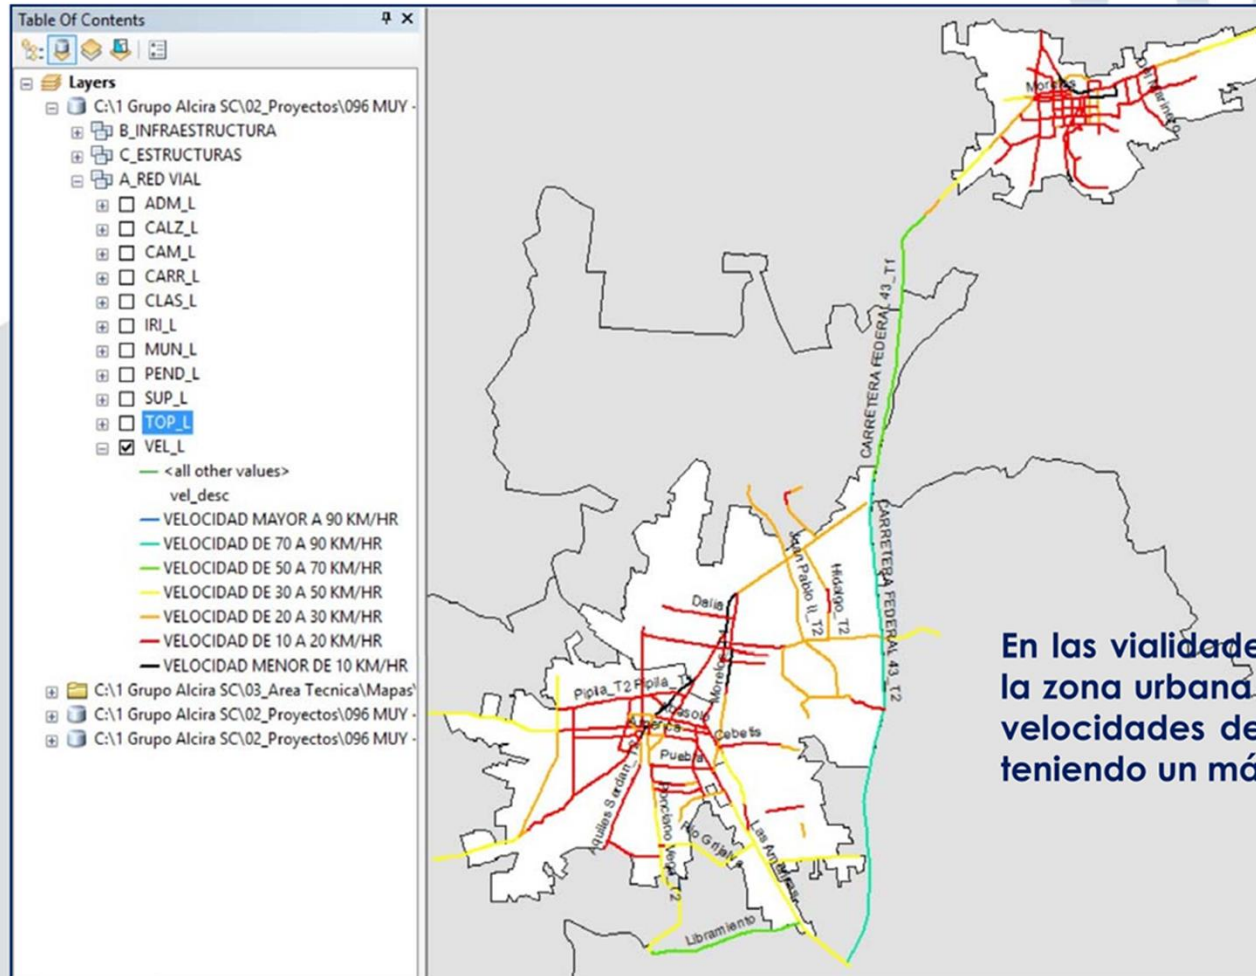 Table Of Contents
Layers
C:\1 Grupo Alcira SC\02_Proyectos\096 MUY -
B_INFRAESTRUCTURA
C_ESTRUCTURAS
A_RED VIAL
ADM_L
CALZ_L
CAM_L
CARR_L
CLAS_L
IRI_L
MUN_L
PEND_L
SUP_L
TOP_L
VEL_L
<all other values>
vel_desc
VELOCIDAD MAYOR A 90 KM/HR
VELOCIDAD DE 70 A 90 KM/HR
VELOCIDAD DE 50 A 70 KM/HR
VELOCIDAD DE 30 A 50 KM/HR
VELOCIDAD DE 20 A 30 KM/HR
VELOCIDAD DE 10 A 20 KM/HR
VELOCIDAD MENOR DE 10 KM/HR
C:\1 Grupo Alcira SC\03_Area Tecnica\Mapas\
C:\1 Grupo Alcira SC\02_Proyectos\096 MUY -
C:\1 Grupo Alcira SC\02_Proyectos\096 MUY -
Morelos
CARRETERA FEDERAL 43_T1
CARRETERA FEDERAL 43_T2
Juan Pablo II_T2
Hidalgo_T2
Dalia
Pipila_T2
Puebla
Aquiles Serdan
Rio Grijalva
Libramiento
En las vialidade
la zona urbana
velocidades de
teniendo un má